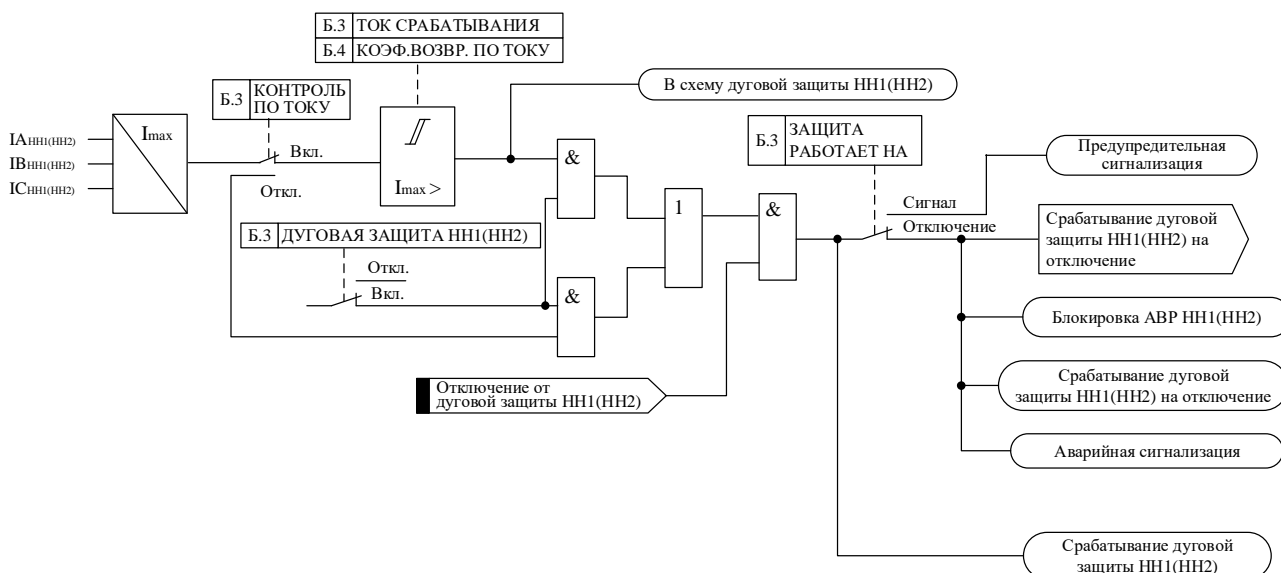 Б.3 ТОК СРАБАТЫВАНИЯ
Б.4 КОЭФ.ВОЗВР. ПО ТОКУ
Б.3 КОНТРОЛЬ
ПО ТОКУ
В схему дуговой защиты НН1(НН2)
IAНН1(НН2)
IBНН1(НН2)
ICНН1(НН2)
Imax
Вкл.
Откл.
Imax >
&
Б.3 ЗАЩИТА
РАБОТАЕТ НА
Предупредительная
сигнализация
Сигнал
Отключение
1
&
Срабатывание дуговой
защиты НН1(НН2) на
отключение
Б.3 ДУГОВАЯ ЗАЩИТА НН1(НН2)
Откл.
Вкл.
&
Блокировка АВР НН1(НН2)
Отключение от
дуговой защиты НН1(НН2)
Срабатывание дуговой
защиты НН1(НН2) на отключение
Аварийная сигнализация
Срабатывание дуговой
защиты НН1(НН2)